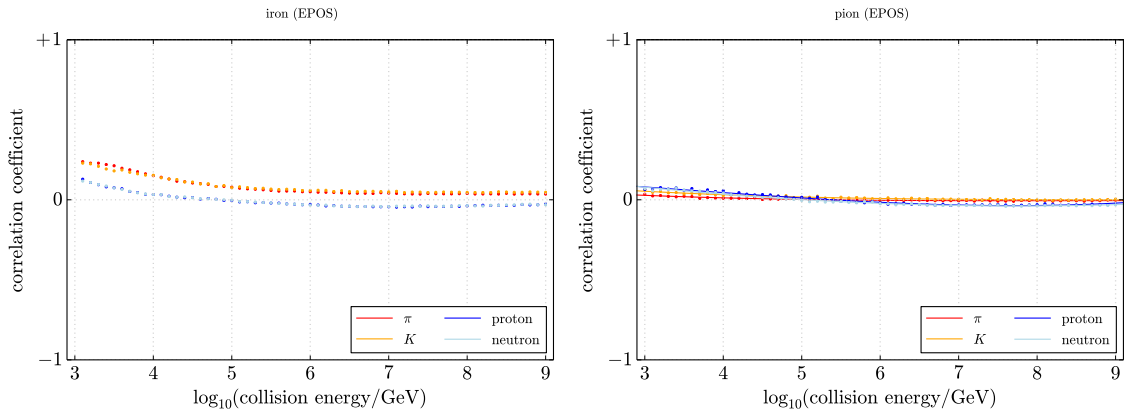 iron (EPOS)
+1
0
−1
correlation coefficient
3 4 5 6 7 8 9
log10(collision energy/GeV)
π proton
K neutron
pion (EPOS)
+1
0
−1
correlation coefficient
3 4 5 6 7 8 9
log10(collision energy/GeV)
π proton
K neutron